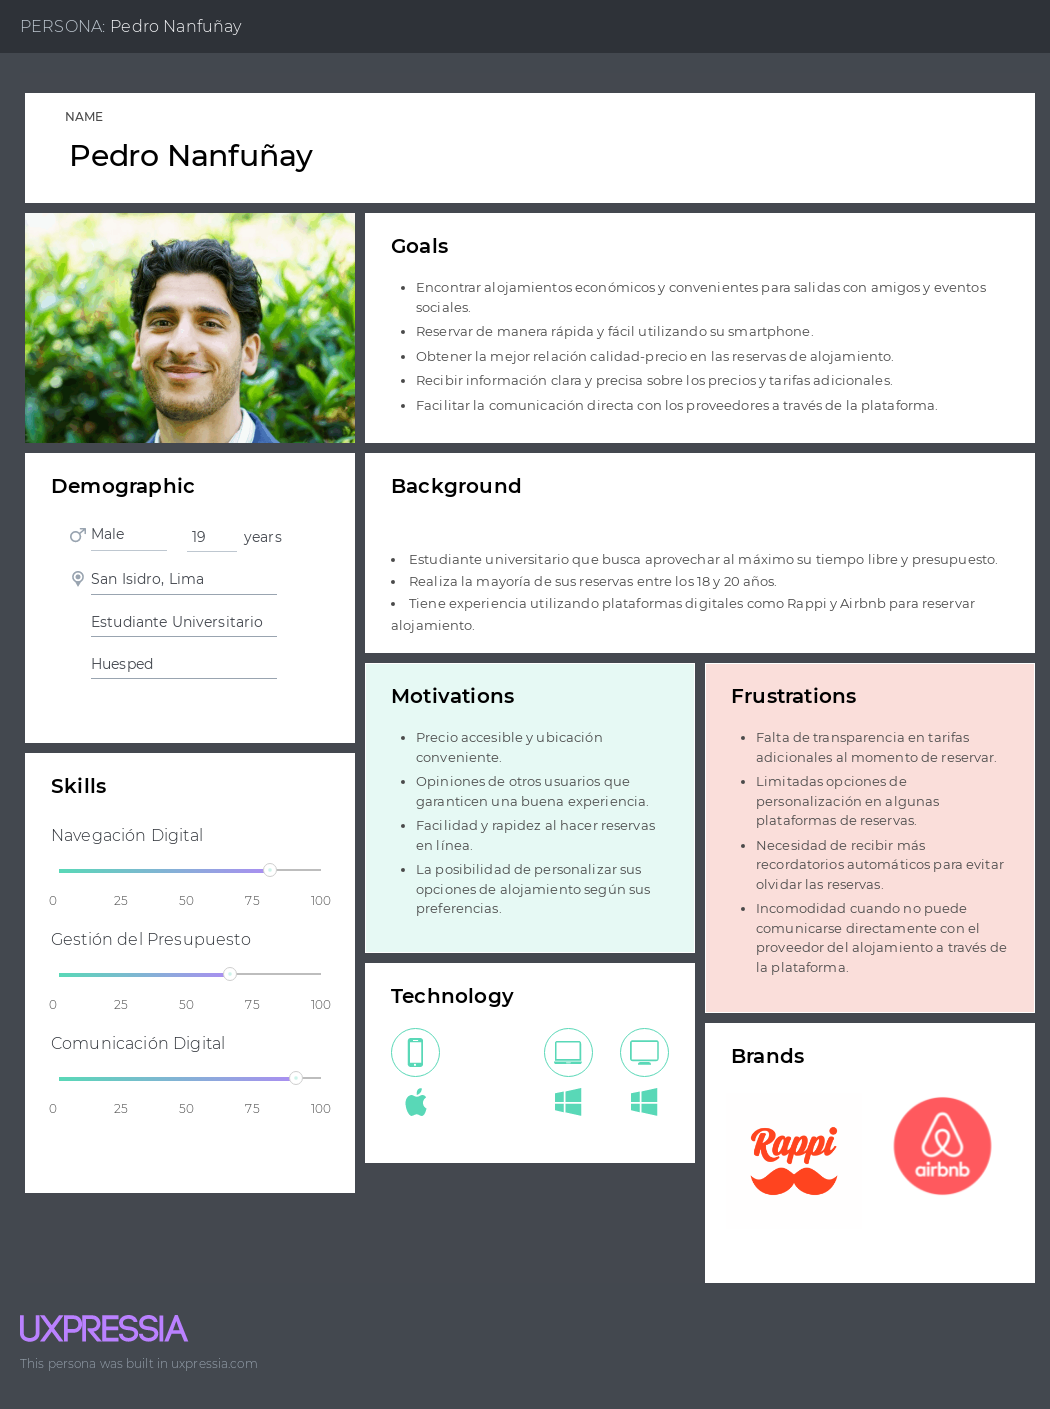 PERSONA: Pedro Nanfuñay
NAME
Pedro Nanfuñay
Goals
• Encontrar alojamientos económicos y convenientes para salidas con amigos y eventos
sociales.
• Reservar de manera rápida y fácil utilizando su smartphone.
• Obtener la mejor relación calidad-precio en las reservas de alojamiento.
• Recibir información clara y precisa sobre los precios y tarifas adicionales.
• Facilitar la comunicación directa con los proveedores a través de la plataforma.
Demographic
Male 19 years
San Isidro, Lima
Estudiante Universitario
Huesped
Background
• Estudiante universitario que busca aprovechar al máximo su tiempo libre y presupuesto.
• Realiza la mayoría de sus reservas entre los 18 y 20 años.
• Tiene experiencia utilizando plataformas digitales como Rappi y Airbnb para reservar
alojamiento.
Motivations
• Precio accesible y ubicación
conveniente.
• Opiniones de otros usuarios que
garanticen una buena experiencia.
• Facilidad y rapidez al hacer reservas
en línea.
• La posibilidad de personalizar sus
opciones de alojamiento según sus
preferencias.
Frustrations
• Falta de transparencia en tarifas
adicionales al momento de reservar.
• Limitadas opciones de
personalización en algunas
plataformas de reservas.
• Necesidad de recibir más
recordatorios automáticos para evitar
olvidar las reservas.
• Incomodidad cuando no puede
comunicarse directamente con el
proveedor del alojamiento a través de
la plataforma.
Skills
Navegación Digital
0 25 50 75 100
Gestión del Presupuesto
0 25 50 75 100
Comunicación Digital
0 25 50 75 100
Technology
Brands
Rappi
airbnb
UXPRESSIA
This persona was built in uxpressia.com